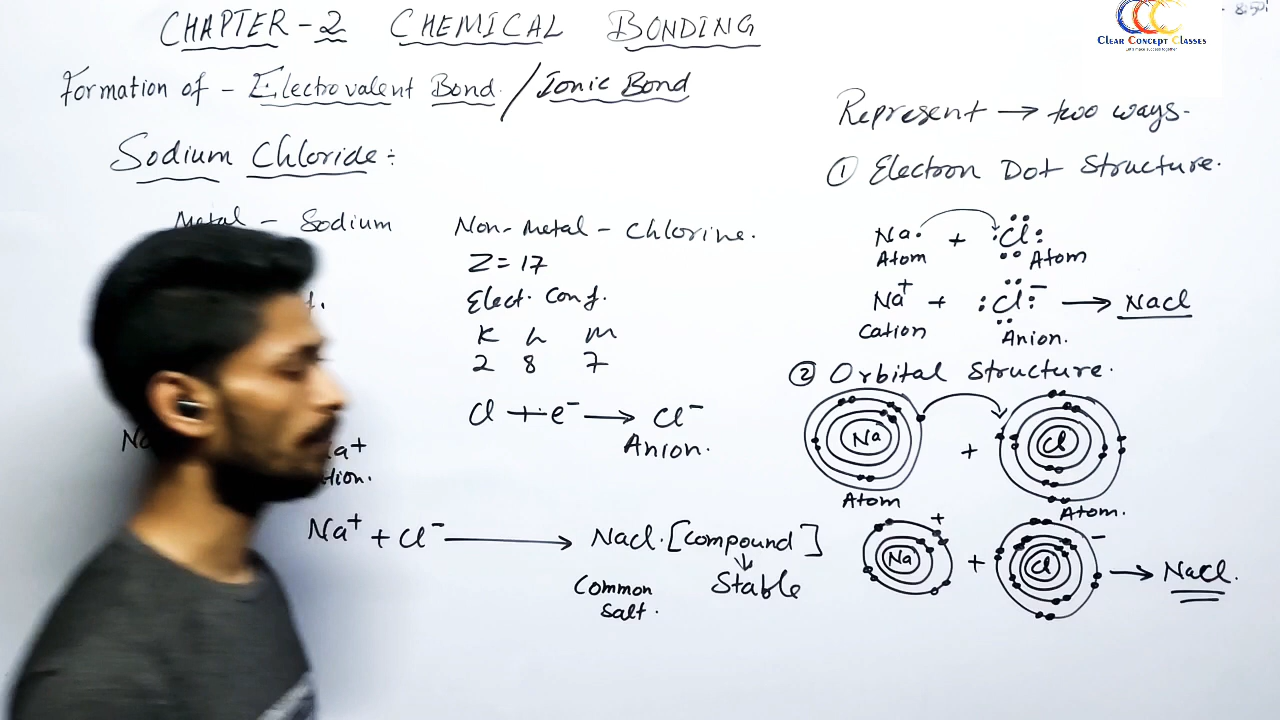 CHAPTER-2 CHEMICAL BONDING
CLEAR CONCEPT CLASSES
Formation of - Electrovalent Bond. / Ionic Bond
Sodium Chloride:
Metal - Sodium
Non-Metal - Chlorine.
Z = 17
Elect. Conf.
K L M
2 8 7
Cl + e⁻ → Cl⁻
Anion.
Na⁺ + Cl⁻ → NaCl. [compound]
Common Salt.
Stable
Represent → two ways.
① Electron Dot Structure.
Na. + Cl
Atom Atom
Na⁺ + Cl⁻ → NaCl
Cation Anion.
② Orbital Structure.
Na + Cl
Atom Atom.
Na + + Cl - → NaCl.